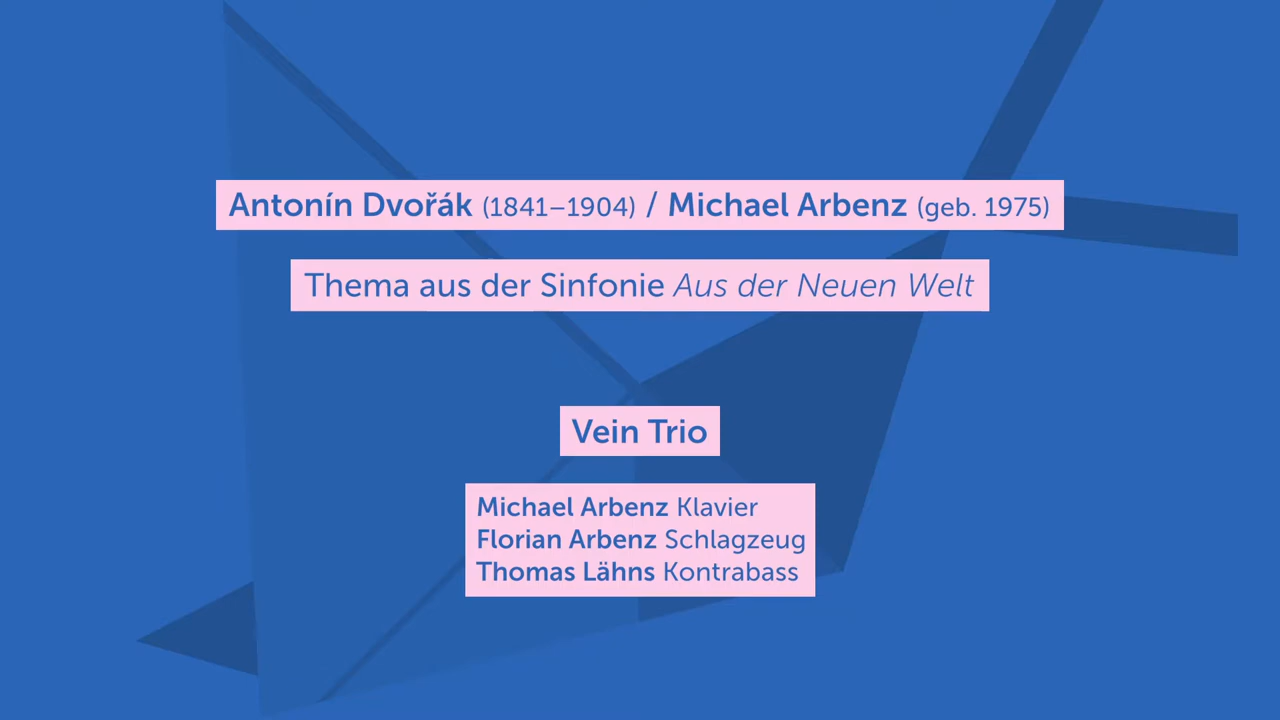 Antonín Dvořák (1841–1904) / Michael Arbenz (geb. 1975)
Thema aus der Sinfonie Aus der Neuen Welt
Vein Trio
Michael Arbenz Klavier
Florian Arbenz Schlagzeug
Thomas Lähns Kontrabass